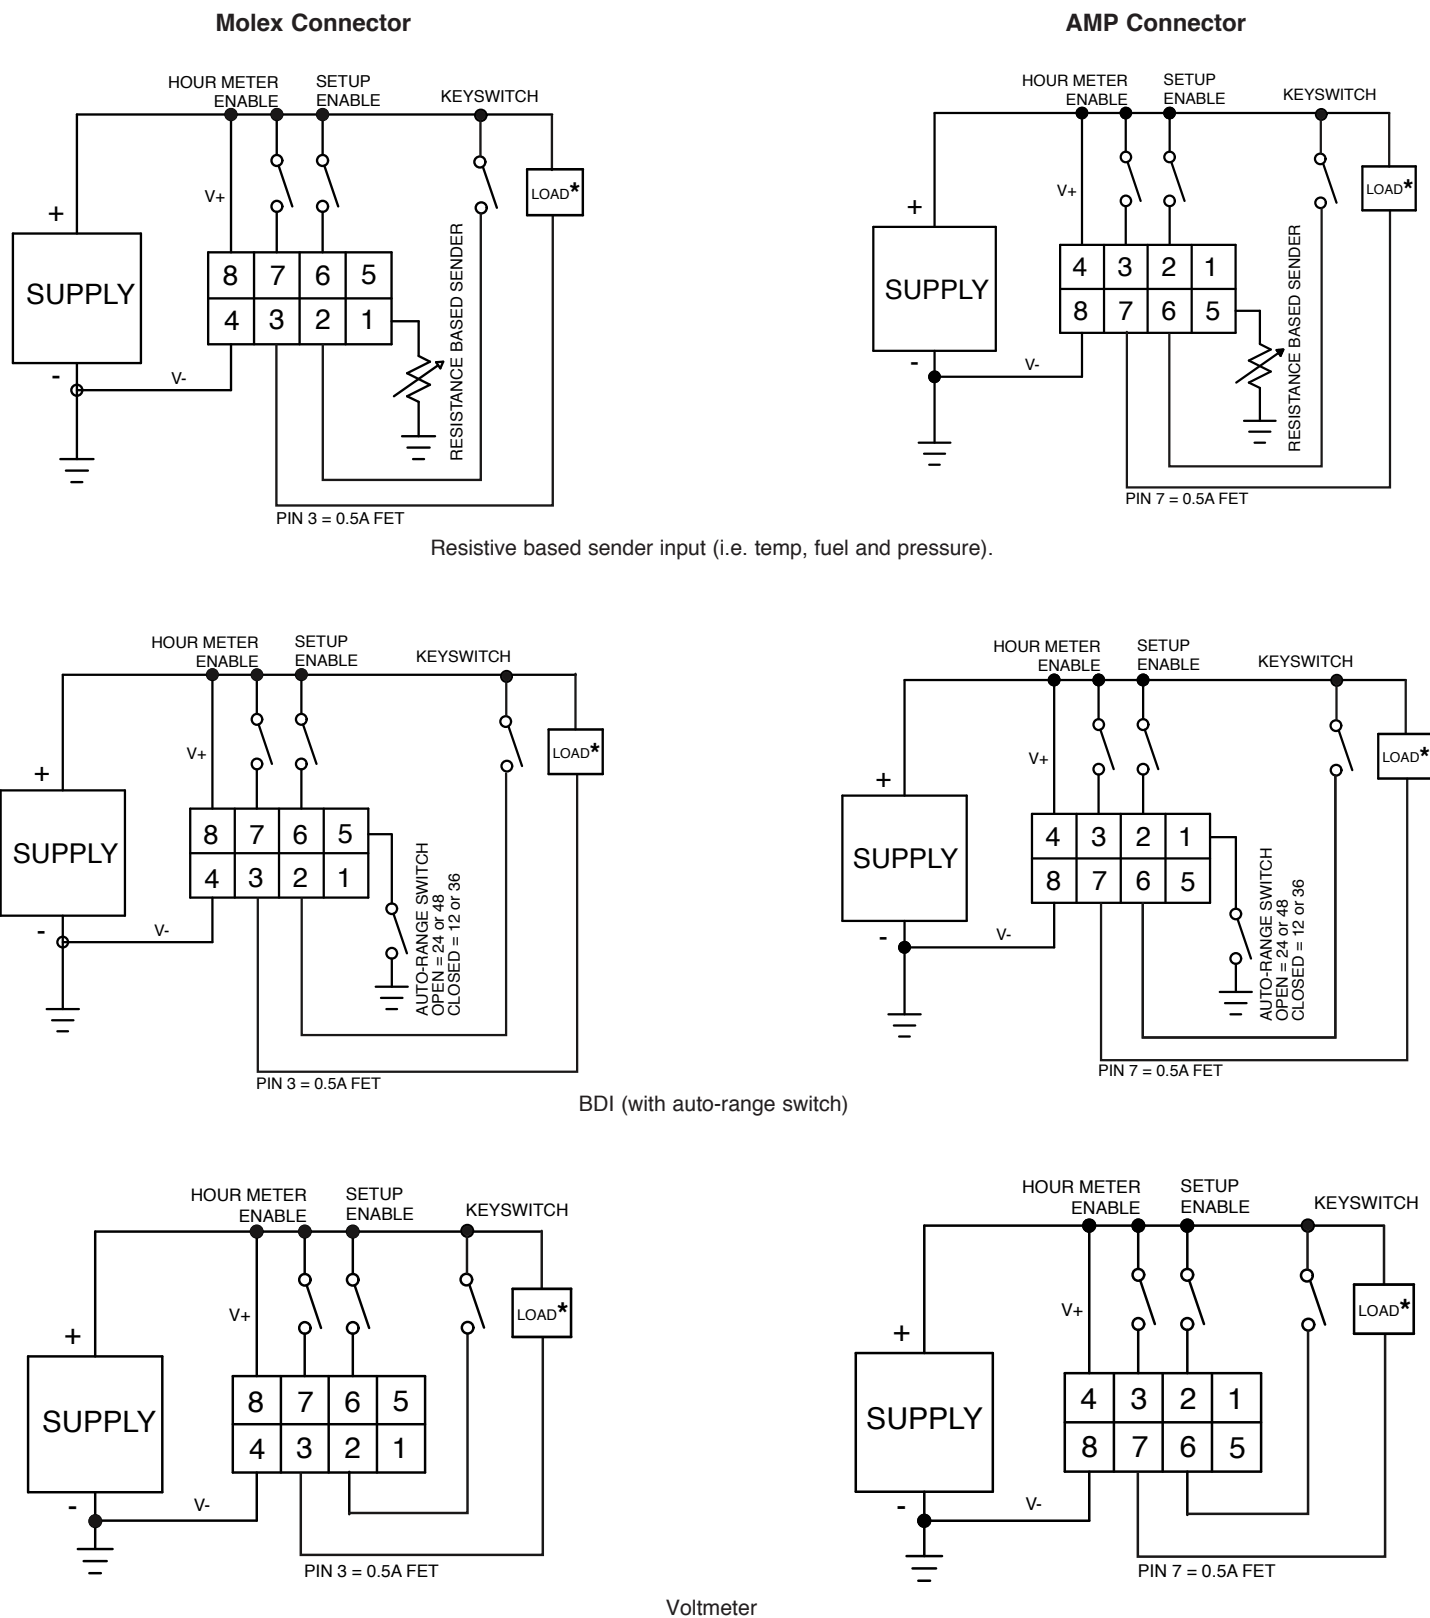 Molex Connector
AMP Connector
HOUR METER
ENABLE
SETUP
ENABLE
KEYSWITCH
V+
LOAD*
+
SUPPLY
-
V-
8 7 6 5
4 3 2 1
RESISTANCE BASED SENDER
PIN 3 = 0.5A FET
HOUR METER
ENABLE
SETUP
ENABLE
KEYSWITCH
V+
LOAD*
+
SUPPLY
-
V-
4 3 2 1
8 7 6 5
RESISTANCE BASED SENDER
PIN 7 = 0.5A FET
Resistive based sender input (i.e. temp, fuel and pressure).
HOUR METER
ENABLE
SETUP
ENABLE
KEYSWITCH
V+
LOAD*
+
SUPPLY
-
V-
8 7 6 5
4 3 2 1
AUTO-RANGE SWITCH
OPEN = 24 or 48
CLOSED = 12 or 36
PIN 3 = 0.5A FET
HOUR METER
ENABLE
SETUP
ENABLE
KEYSWITCH
V+
LOAD*
+
SUPPLY
-
V-
4 3 2 1
8 7 6 5
AUTO-RANGE SWITCH
OPEN = 24 or 48
CLOSED = 12 or 36
PIN 7 = 0.5A FET
BDI (with auto-range switch)
HOUR METER
ENABLE
SETUP
ENABLE
KEYSWITCH
V+
LOAD*
+
SUPPLY
-
V-
8 7 6 5
4 3 2 1
PIN 3 = 0.5A FET
HOUR METER
ENABLE
SETUP
ENABLE
KEYSWITCH
V+
LOAD*
+
SUPPLY
-
V-
4 3 2 1
8 7 6 5
PIN 7 = 0.5A FET
Voltmeter